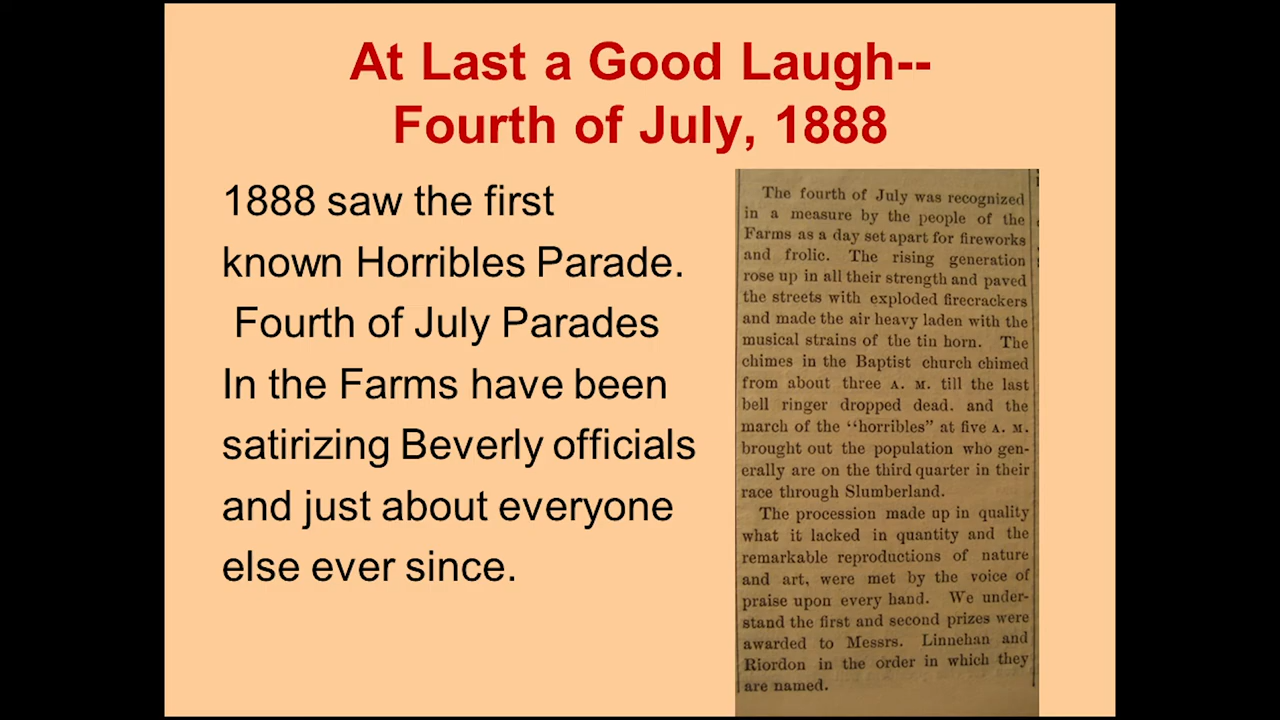 At Last a Good Laugh--
Fourth of July, 1888
1888 saw the first
known Horribles Parade.
Fourth of July Parades
In the Farms have been
satirizing Beverly officials
and just about everyone
else ever since.
The fourth of July was recognized
in a measure by the people of the
Farms as a day set apart for fireworks
and frolic. The rising generation
rose up in all their strength and paved
the streets with exploded firecrackers
and made the air heavy laden with the
musical strains of the tin horn. The
chimes in the Baptist church chimed
from about three A. M. till the last
bell ringer dropped dead. and the
march of the "horribles" at five A. M.
brought out the population who gen-
erally are on the third quarter in their
race through Slumberland.
The procession made up in quality
what it lacked in quantity and the
remarkable reproductions of nature
and art, were met by the voice of
praise upon every hand. We under-
stand the first and second prizes were
awarded to Messrs. Linnehan and
Riordon in the order in which they
are named.